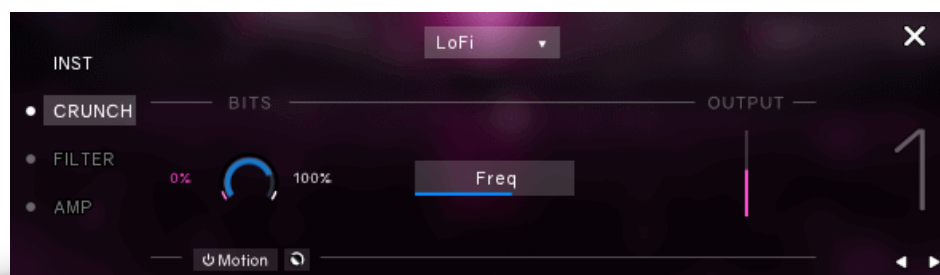 LoFi
INST
CRUNCH
BITS
OUTPUT
1
FILTER
0%
100%
Freq
AMP
Motion